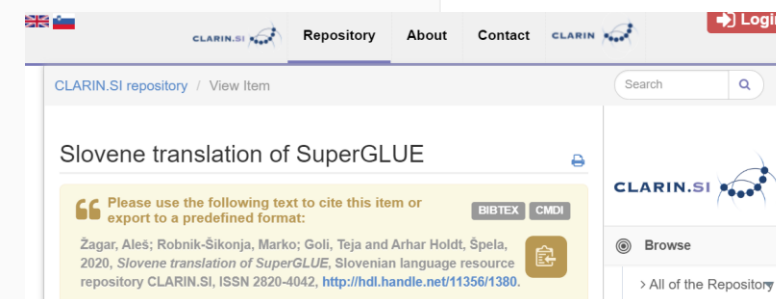 CLARIN.SI
Repository
About
Contact
CLARIN
Login
CLARIN.SI repository / View Item
Search
Slovene translation of SuperGLUE
Please use the following text to cite this item or
export to a predefined format:
BIBTEX
CMDI
Žagar, Aleš; Robnik-Šikonja, Marko; Goli, Teja and Arhar Holdt, Špela,
2020, Slovene translation of SuperGLUE, Slovenian language resource
repository CLARIN.SI, ISSN 2820-4042, http://hdl.handle.net/11356/1380.
CLARIN.SI
Browse
> All of the Repository